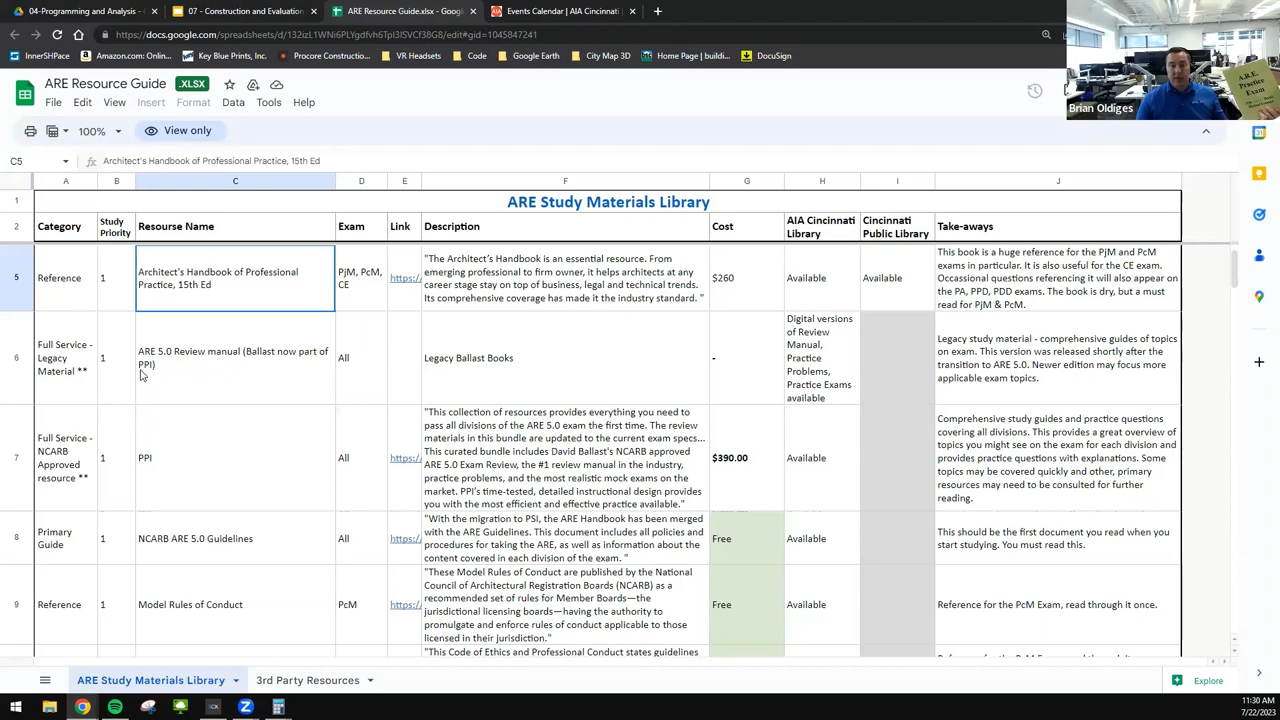 04-Programming and Analysis -
07 - Construction and Evaluation
ARE Resource Guide.xlsx - Googl
Events Calendar | AIA Cincinnati
InnerSHPace
Amazon.com: Online...
Key Blue Prints, Inc.
Procore Constructio...
VR Headsets
Code
Google Earth
City Map 3D
Home Page | buildi...
DocuSign
Brian Oldiges
A.R.E.
Practice
Exam
ARE Resource Guide
.XLSX
File
Edit
View
Insert
Format
Data
Tools
Help
100%
View only
C5
fx
Architect's Handbook of Professional Practice, 15th Ed
A
B
C
D
E
F
G
H
I
J
1
ARE Study Materials Library
2
Category
Study
Priority
Resourse Name
Exam
Link
Description
Cost
AIA Cincinnati
Library
Cincinnati
Public Library
Take-aways
5
Reference
1
Architect's Handbook of Professional
Practice, 15th Ed
PjM, PcM,
CE
https:/
"The Architect's Handbook is an essential resource. From
emerging professional to firm owner, it helps architects at any
career stage stay on top of business, legal and technical trends.
Its comprehensive coverage has made it the industry standard. "
$260
Available
Available
This book is a huge reference for the PjM and PcM
exams in particular. It is also useful for the CE exam.
Occassional questions referencing it will also appear on
the PA, PPD, PDD exams. The book is dry, but a must
read for PjM & PcM.
6
Full Service -
Legacy
Material **
1
ARE 5.0 Review manual (Ballast now part of
PPI)
All
Legacy Ballast Books
-
Digital versions
of Review
Manual,
Practice
Problems,
Practice Exams
available
Legacy study material - comprehensive guides of topics
on exam. This version was released shortly after the
transition to ARE 5.0. Newer edition may focus more
applicable exam topics.
7
Full Service -
NCARB
Approved
resource **
1
PPI
All
https:/
"This collection of resources provides everything you need to
pass all divisions of the ARE 5.0 exam the first time. The review
materials in this bundle are updated to the current exam specs...
This curated bundle includes David Ballast's NCARB approved
ARE 5.0 Exam Review, the #1 review manual in the industry,
practice problems, and the most realistic mock exams on the
market. PPI's time-tested, detailed instructional design provides
you with the most efficient and effective practice available."
$390.00
Available
Comprehensive study guides and practice questions
covering all divisions. This provides a great overview of
topics you might see on the exam for each division and
provides practice questions with explanations. Some
topics may be covered quickly and other, primary
resources may need to be consulted for further
reading.
8
Primary
Guide
1
NCARB ARE 5.0 Guidelines
All
https:/
"With the migration to PSI, the ARE Handbook has been merged
with the ARE Guidelines. This document includes all policies and
procedures for taking the ARE, as well as information about the
content covered in each division of the exam. "
Free
Available
This should be the first document you read when you
start studying. You must read this.
9
Reference
1
Model Rules of Conduct
PcM
https:/
"These Model Rules of Conduct are published by the National
Council of Architectural Registration Boards (NCARB) as a
recommended set of rules for Member Boards—the
jurisdictional licensing boards—having the authority to
promulgate and enforce rules of conduct applicable to those
licensed in their jurisdiction."
Free
Available
Reference for the PcM Exam, read through it once.
"This Code of Ethics and Professional Conduct states guidelines
ARE Study Materials Library
3rd Party Resources
Explore
11:30 AM
7/22/2023